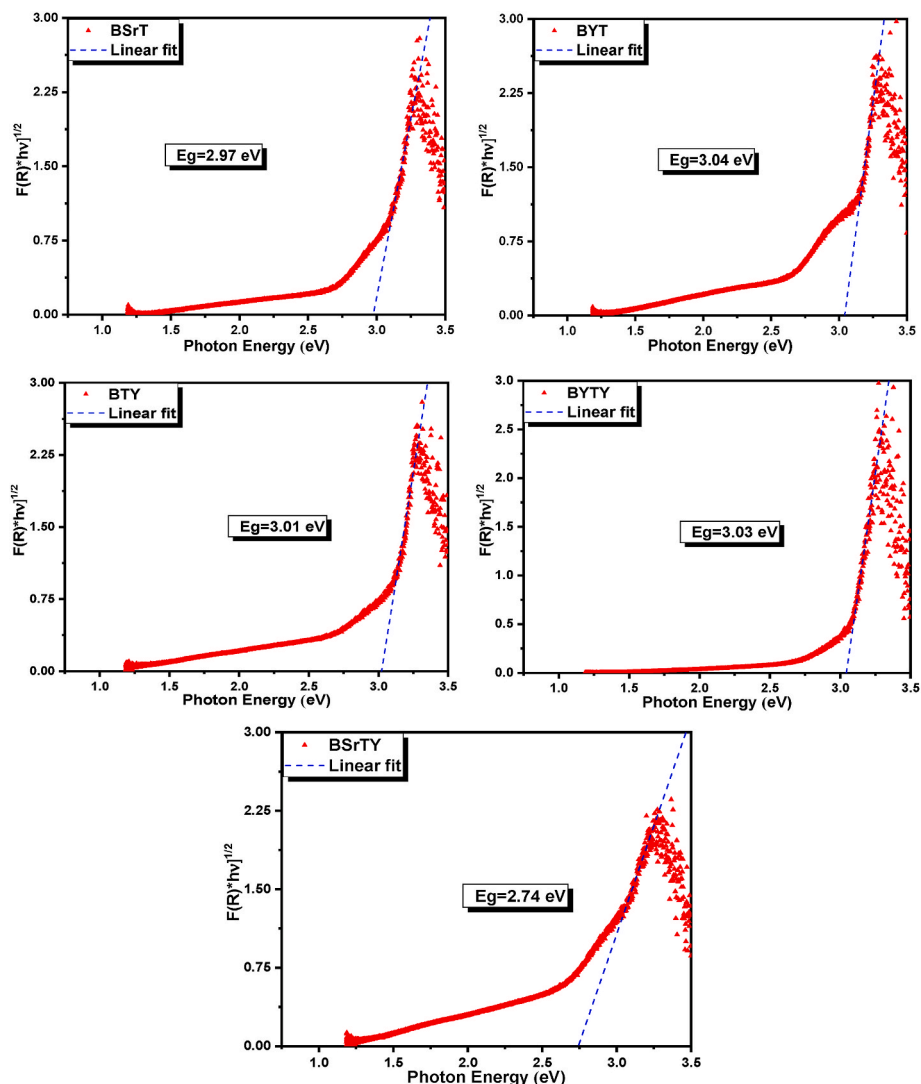 BSrT
Linear fit
Eg=2.97 eV
F(R)*hv]1/2
3.00
2.25
1.50
0.75
0.00
1.0 1.5 2.0 2.5 3.0 3.5
Photon Energy (eV)
BYT
Linear fit
Eg=3.04 eV
F(R)*hv]1/2
3.00
2.25
1.50
0.75
0.00
1.0 1.5 2.0 2.5 3.0 3.5
Photon Energy (eV)
BTY
Linear fit
Eg=3.01 eV
F(R)*hv]1/2
3.00
2.25
1.50
0.75
0.00
1.0 1.5 2.0 2.5 3.0 3.5
Photon Energy (eV)
BYTY
Linear fit
Eg=3.03 eV
F(R)*hv]1/2
3.0
2.5
2.0
1.5
1.0
0.5
0.0
1.0 1.5 2.0 2.5 3.0 3.5
Photon Energy (eV)
BSrTY
Linear fit
Eg=2.74 eV
F(R)*hv]1/2
3.00
2.25
1.50
0.75
0.00
1.0 1.5 2.0 2.5 3.0 3.5
Photon Energy (eV)